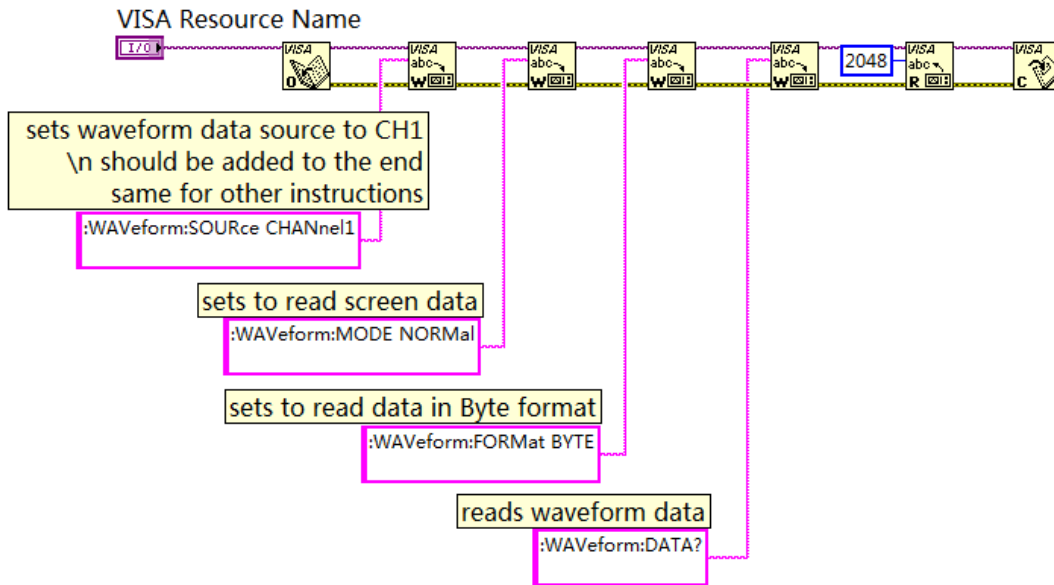 VISA Resource Name
I/O
VISA
O
VISA
abc
W
VISA
abc
W
VISA
abc
W
VISA
abc
W
2048
VISA
abc
R
VISA
C
sets waveform data source to CH1
\n should be added to the end
same for other instructions
:WAVeform:SOURce CHANnel1
sets to read screen data
:WAVeform:MODE NORMal
sets to read data in Byte format
:WAVeform:FORMat BYTE
reads waveform data
:WAVeform:DATA?